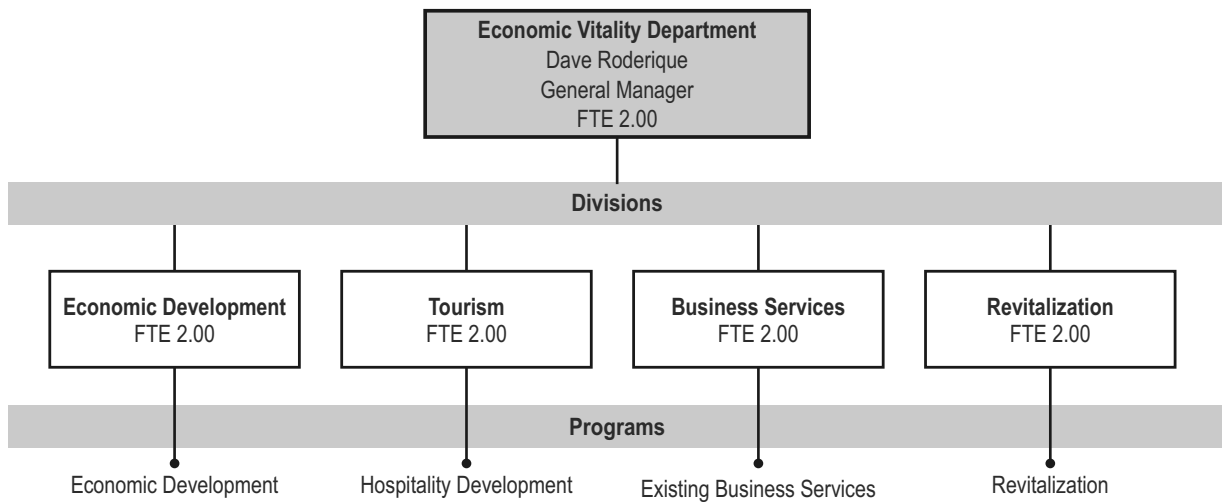 Economic Vitality Department
Dave Roderique
General Manager
FTE 2.00
Divisions
Economic Development
FTE 2.00
Tourism
FTE 2.00
Business Services
FTE 2.00
Revitalization
FTE 2.00
Programs
Economic Development
Hospitality Development
Existing Business Services
Revitalization